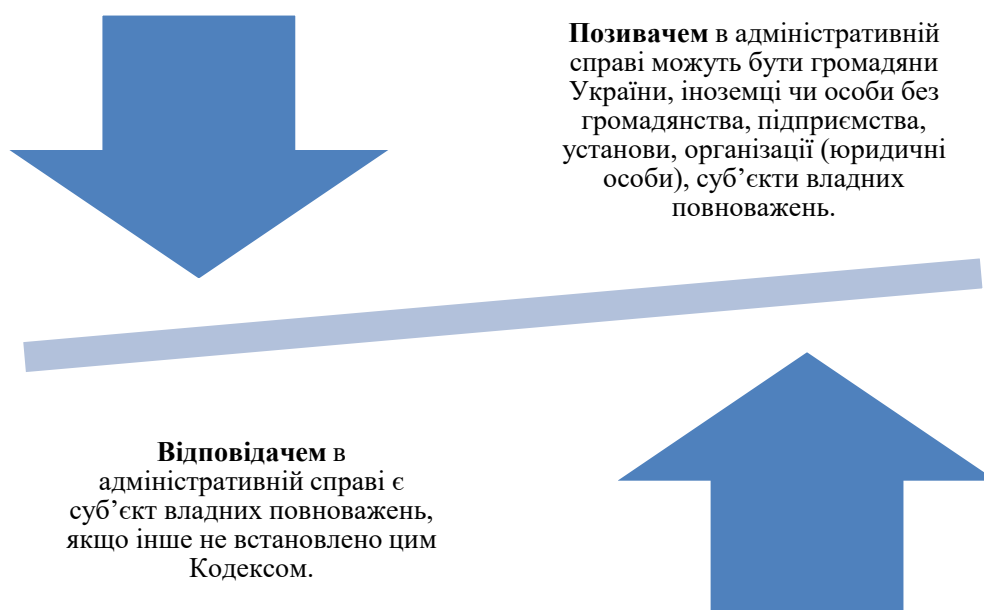 Позивачем в адміністративній
справі можуть бути громадяни
України, іноземці чи особи без
громадянства, підприємства,
установи, організації (юридичні
особи), суб’єкти владних
повноважень.
Відповідачем в
адміністративній справі є
суб’єкт владних повноважень,
якщо інше не встановлено цим
Кодексом.